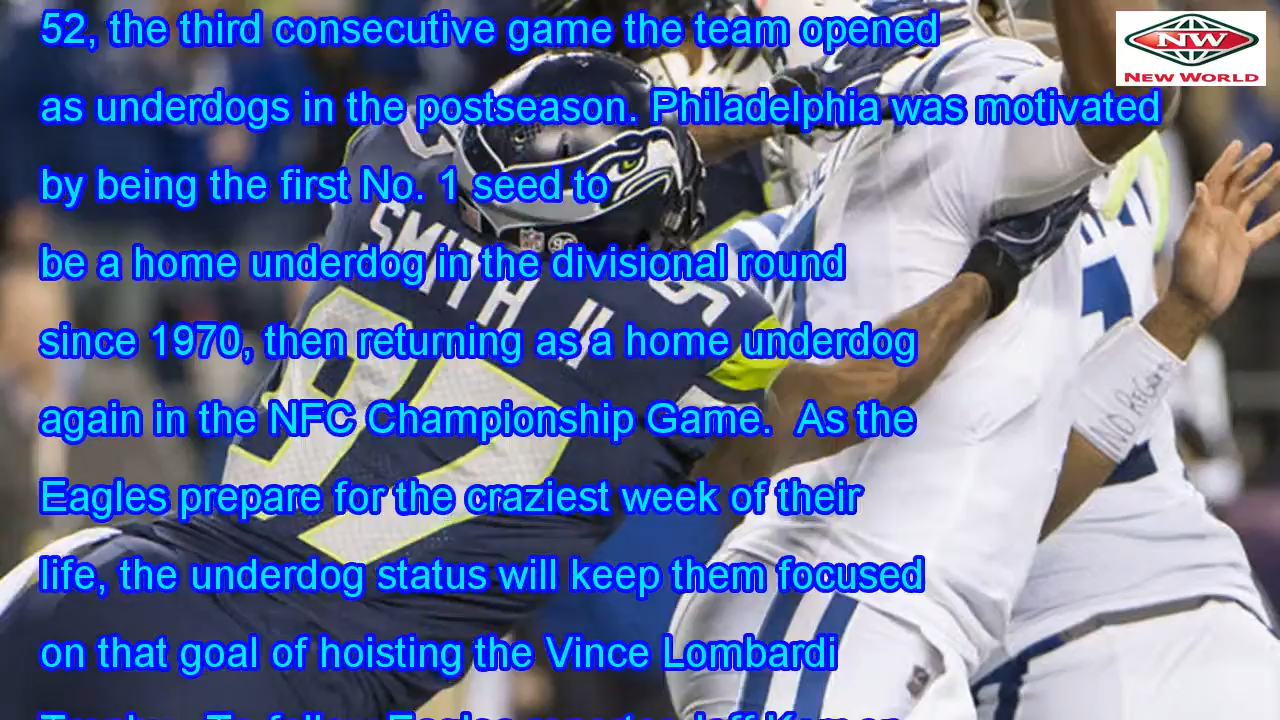 52, the third consecutive game the team opened
NW
NEW WORLD
as underdogs in the postseason. Philadelphia was motivated
by being the first No. 1 seed to
be a home underdog in the divisional round
since 1970, then returning as a home underdog
again in the NFC Championship Game. As the
Eagles prepare for the craziest week of their
life, the underdog status will keep them focused
on that goal of hoisting the Vince Lombardi
SMITH II
97
NO REGRETS